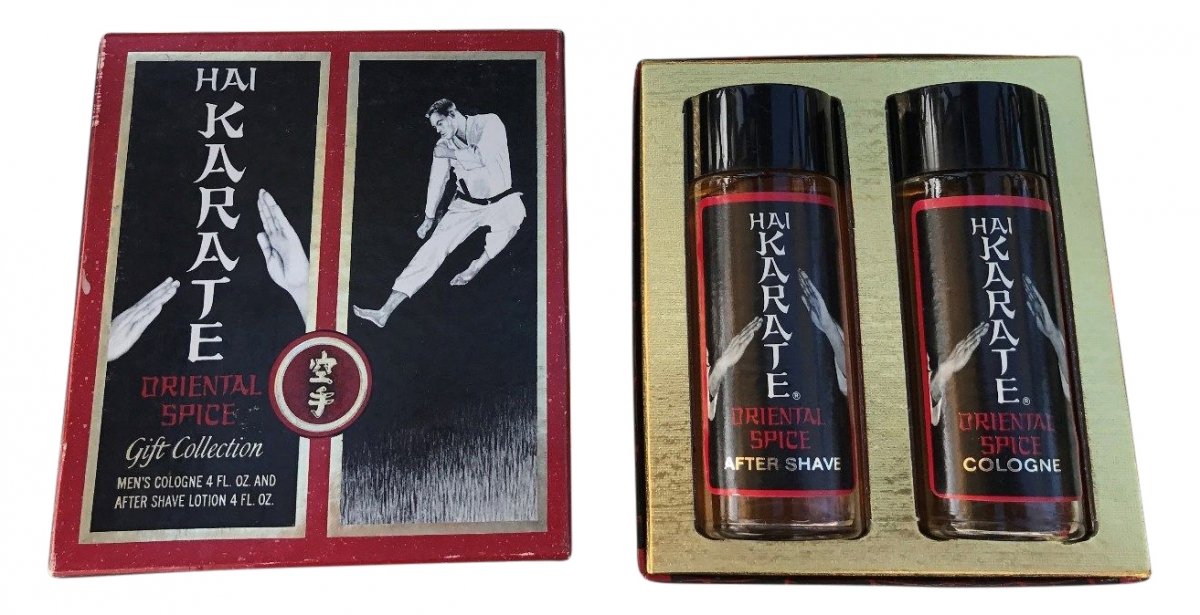 HAI
KARATE
ORIENTAL
SPICE
Gift Collection
MEN'S COLOGNE 4 FL. OZ. AND
AFTER SHAVE LOTION 4 FL. OZ.
空手
HAI
KARATE®
ORIENTAL
SPICE
AFTER SHAVE
HAI
KARATE®
ORIENTAL
SPICE
COLOGNE